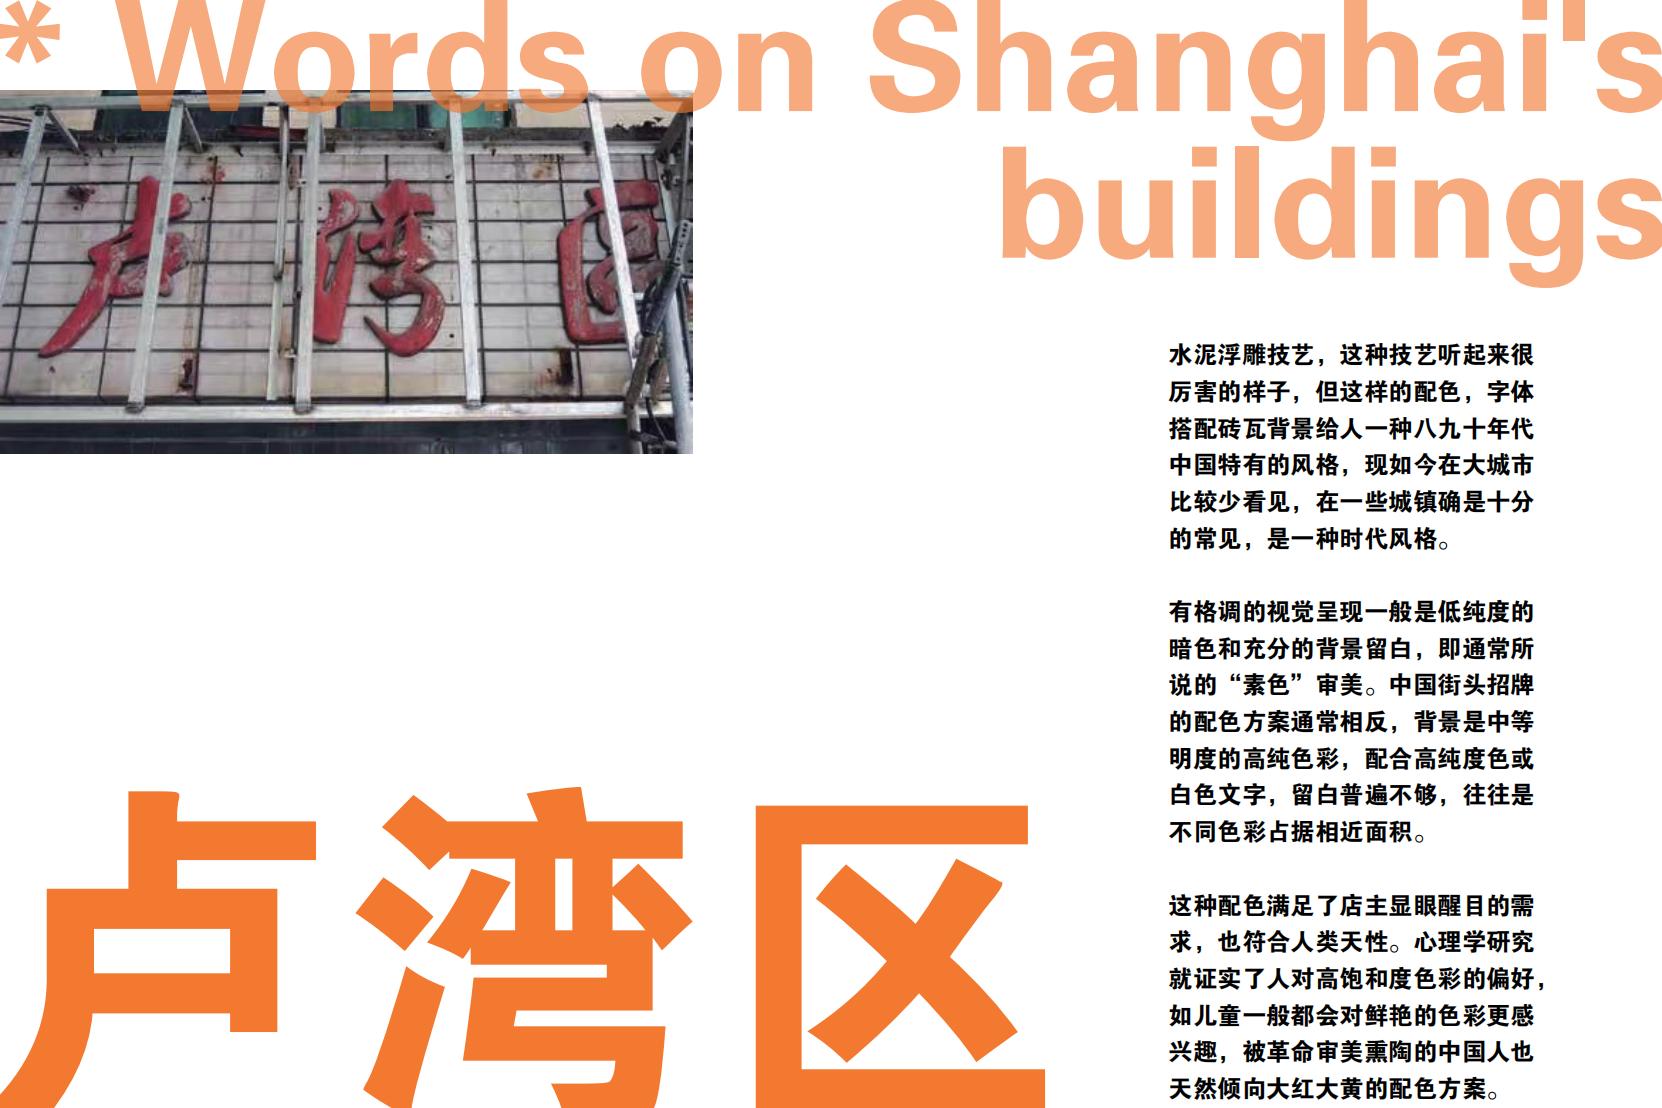 * Words on Shanghai's
buildings
卢湾区
水泥浮雕技艺，这种技艺听起来很
厉害的样子，但这样的配色，字体
搭配砖瓦背景给人一种八九十年代
中国特有的风格，现如今在大城市
比较少看见，在一些城镇确是十分
的常见，是一种时代风格。
有格调的视觉呈现一般是低纯度的
暗色和充分的背景留白，即通常所
说的“素色”审美。中国街头招牌
的配色方案通常相反，背景是中等
明度的高纯色彩，配合高纯度色或
白色文字，留白普遍不够，往往是
不同色彩占据相近面积。
这种配色满足了店主显眼醒目的需
求，也符合人类天性。心理学研究
就证实了人对高饱和度色彩的偏好，
如儿童一般都会对鲜艳的色彩更感
兴趣，被革命审美熏陶的中国人也
天然倾向大红大黄的配色方案。
卢湾区